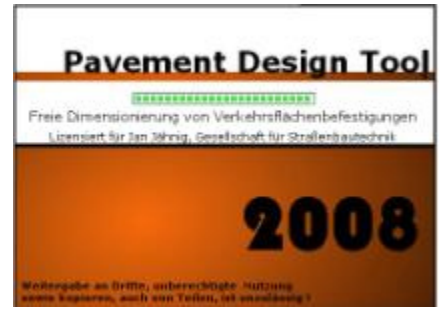 Pavement Design Tool
Freie Dimensionierung von Verkehrsflächenbefestigungen
Lizensiert für Jan Jähnig, Gesellschaft für Straßenbautechnik
2008
Weitergabe an Dritte, unberechtigte Nutzung
sowie kopieren, auch von Teilen, ist unzulässig !